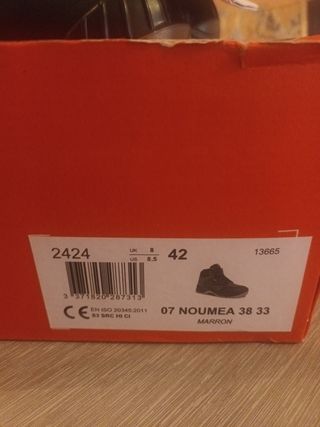 2424 UK 8 42 13665
US 8.5
3 371820 287313
CE EN ISO 20345:2011 07 NOUMEA 38 33
S3 SRC HI CI MARRON